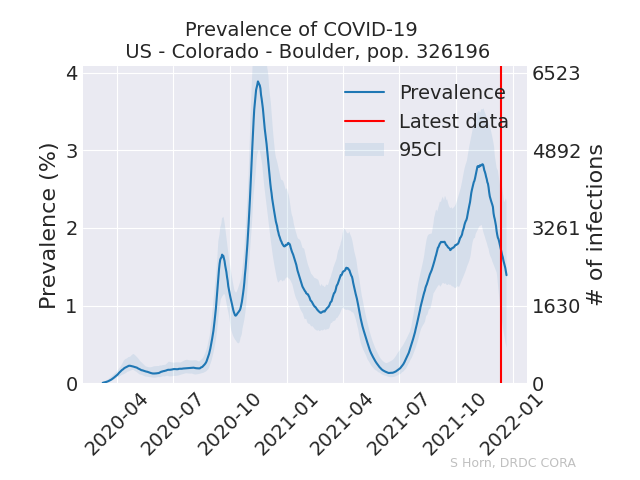 Prevalence of COVID-19
US - Colorado - Boulder, pop. 326196
Prevalence (%)
4
3
2
1
0
Prevalence
Latest data
95CI
6523
4892
3261
1630
0
# of infections
2020-04
2020-07
2020-10
2021-01
2021-04
2021-07
2021-10
2022-01
S Horn, DRDC CORA